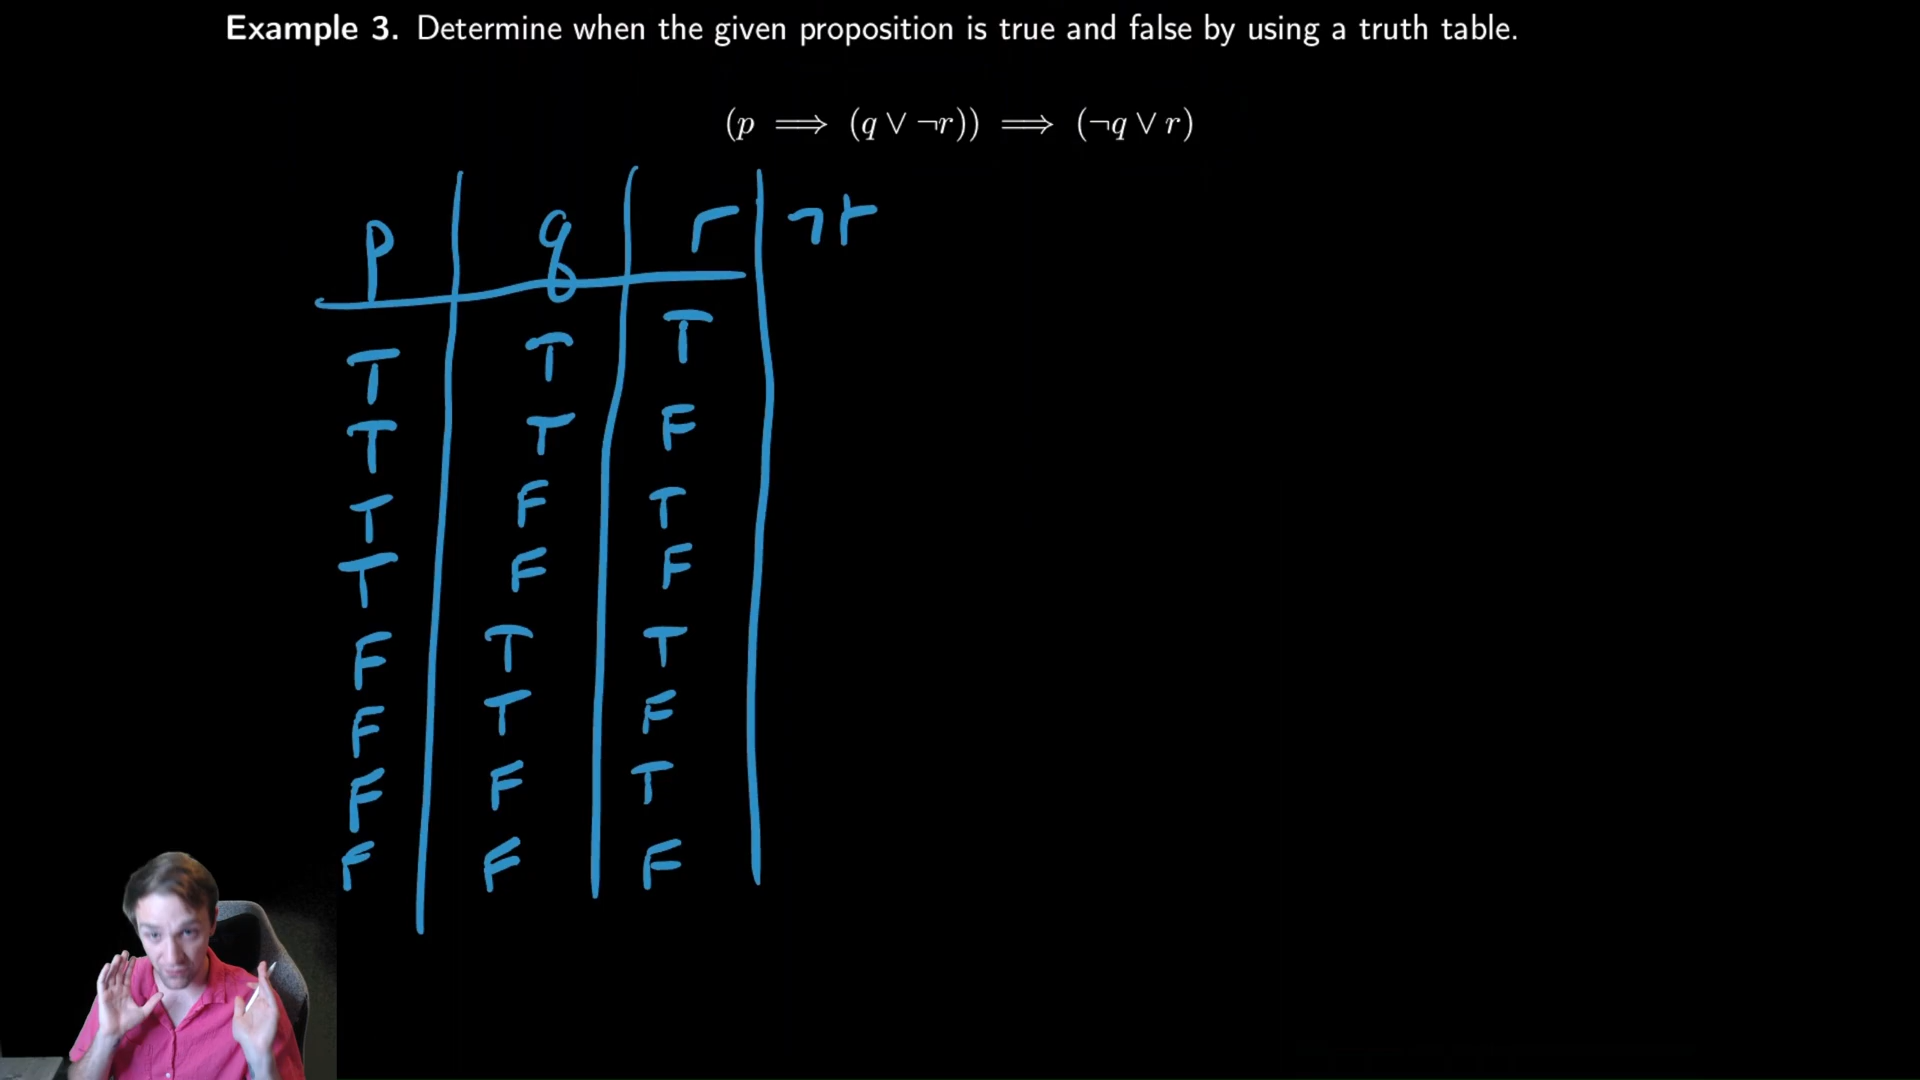 Example 3. Determine when the given proposition is true and false by using a truth table.
(p ⟹ (q ∨ ¬r)) ⟹ (¬q ∨ r)
p q r ¬r
T T T
T T F
T F T
T F F
F T T
F T F
F F T
F F F